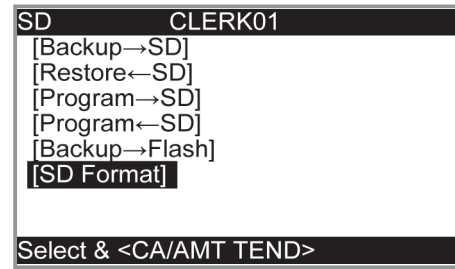 SD CLERK01
[Backup→SD]
[Restore←SD]
[Program→SD]
[Program←SD]
[Backup→Flash]
[SD Format]
Select & <CA/AMT TEND>